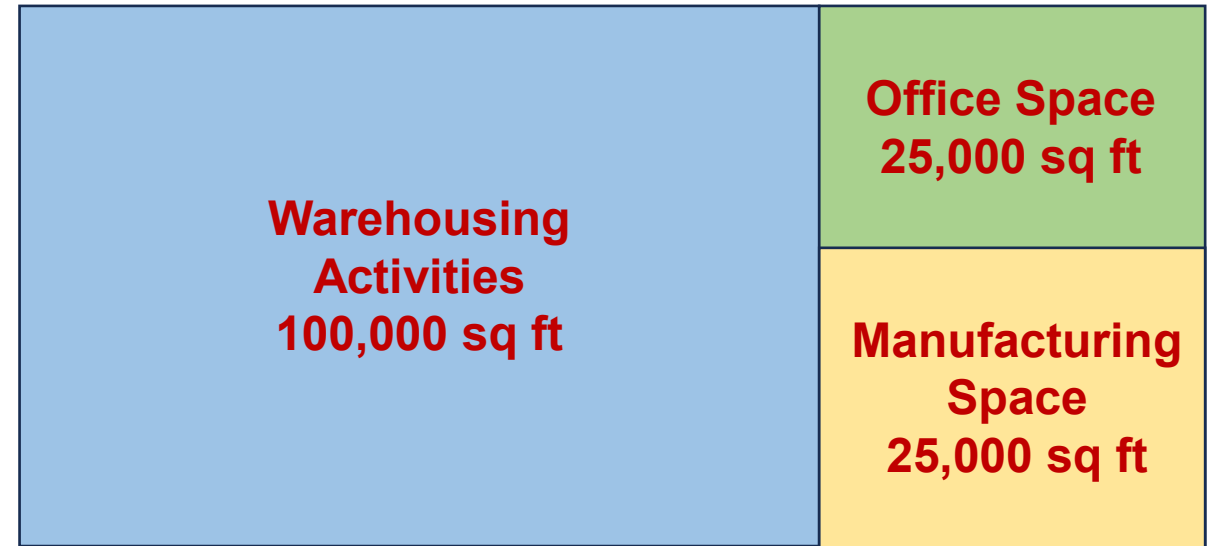 Warehousing
Activities
100,000 sq ft
Office Space
25,000 sq ft
Manufacturing
Space
25,000 sq ft